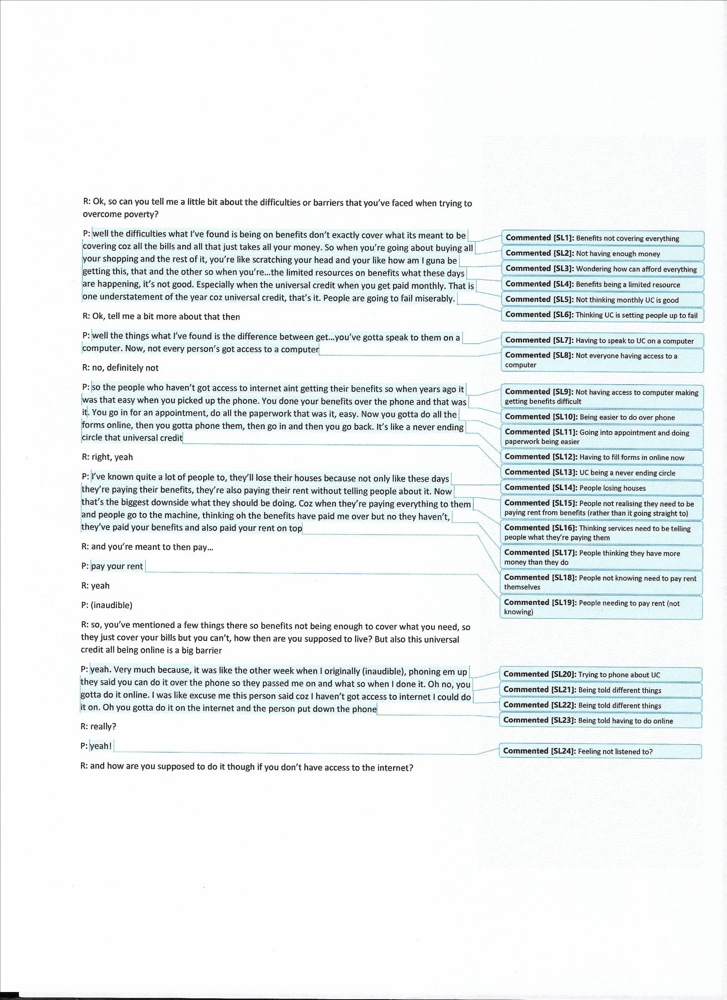 R: Ok, so can you tell me a little bit about the difficulties or barriers that you've faced when trying to
overcome poverty?
P: well the difficulties what I've found is being on benefits don't exactly cover what its meant to be
covering coz all the bills and all that just takes all your money. So when you're going about buying all
your shopping and the rest of it, you're like scratching your head and your like how am I guna be
getting this, that and the other so when you're...the limited resources on benefits what these days
are happening, it's not good. Especially when the universal credit when you get paid monthly. That is
one understatement of the year coz universal credit, that's it. People are going to fail miserably.
Commented [SL1]: Benefits not covering everything
Commented [SL2]: Not having enough money
Commented [SL3]: Wondering how can afford everything
Commented [SL4]: Benefits being a limited resource
Commented [SL5]: Not thinking monthly UC is good
Commented [SL6]: Thinking UC is setting people up to fail
R: Ok, tell me a bit more about that then
P: well the things what I've found is the difference between get...you've gotta speak to them on a
computer. Now, not every person's got access to a computer
Commented [SL7]: Having to speak to UC on a computer
Commented [SL8]: Not everyone having access to a
computer
R: no, definitely not
P: so the people who haven't got access to internet aint getting their benefits so when years ago it
was that easy when you picked up the phone. You done your benefits over the phone and that was
it. You go in for an appointment, do all the paperwork that was it, easy. Now you gotta do all the
forms online, then you gotta phone them, then go in and then you go back. It's like a never ending
circle that universal credit
Commented [SL9]: Not having access to computer making
getting benefits difficult
Commented [SL10]: Being easier to do over phone
Commented [SL11]: Going into appointment and doing
paperwork being easier
Commented [SL12]: Having to fill forms in online now
Commented [SL13]: UC being a never ending circle
R: right, yeah
P: I've known quite a lot of people to, they'll lose their houses because not only like these days
they're paying their benefits, they're also paying their rent without telling people about it. Now
that's the biggest downside what they should be doing. Coz when they're paying everything to them
and people go to the machine, thinking oh the benefits have paid me over but no they haven't,
they've paid your benefits and also paid your rent on top
Commented [SL14]: People losing houses
Commented [SL15]: People not realising they need to be
paying rent from benefits (rather than it going straight to)
Commented [SL16]: Thinking services need to be telling
people what they're paying them
Commented [SL17]: People thinking they have more
money than they do
Commented [SL18]: People not knowing need to pay rent
themselves
R: and you're meant to then pay...
P: pay your rent
Commented [SL19]: People needing to pay rent (not
knowing)
R: yeah
P: (inaudible)
R: so, you've mentioned a few things there so benefits not being enough to cover what you need, so
they just cover your bills but you can't, how then are you supposed to live? But also this universal
credit all being online is a big barrier
P: yeah. Very much because, it was like the other week when I originally (inaudible), phoning em up
they said you can do it over the phone so they passed me on and what so when I done it. Oh no, you
gotta do it online. I was like excuse me this person said coz I haven't got access to internet I could do
it on. Oh you gotta do it on the internet and the person put down the phone
Commented [SL20]: Trying to phone about UC
Commented [SL21]: Being told different things
Commented [SL22]: Being told different things
Commented [SL23]: Being told having to do online
R: really?
P: yeah!
Commented [SL24]: Feeling not listened to?
R: and how are you supposed to do it though if you don't have access to the internet?